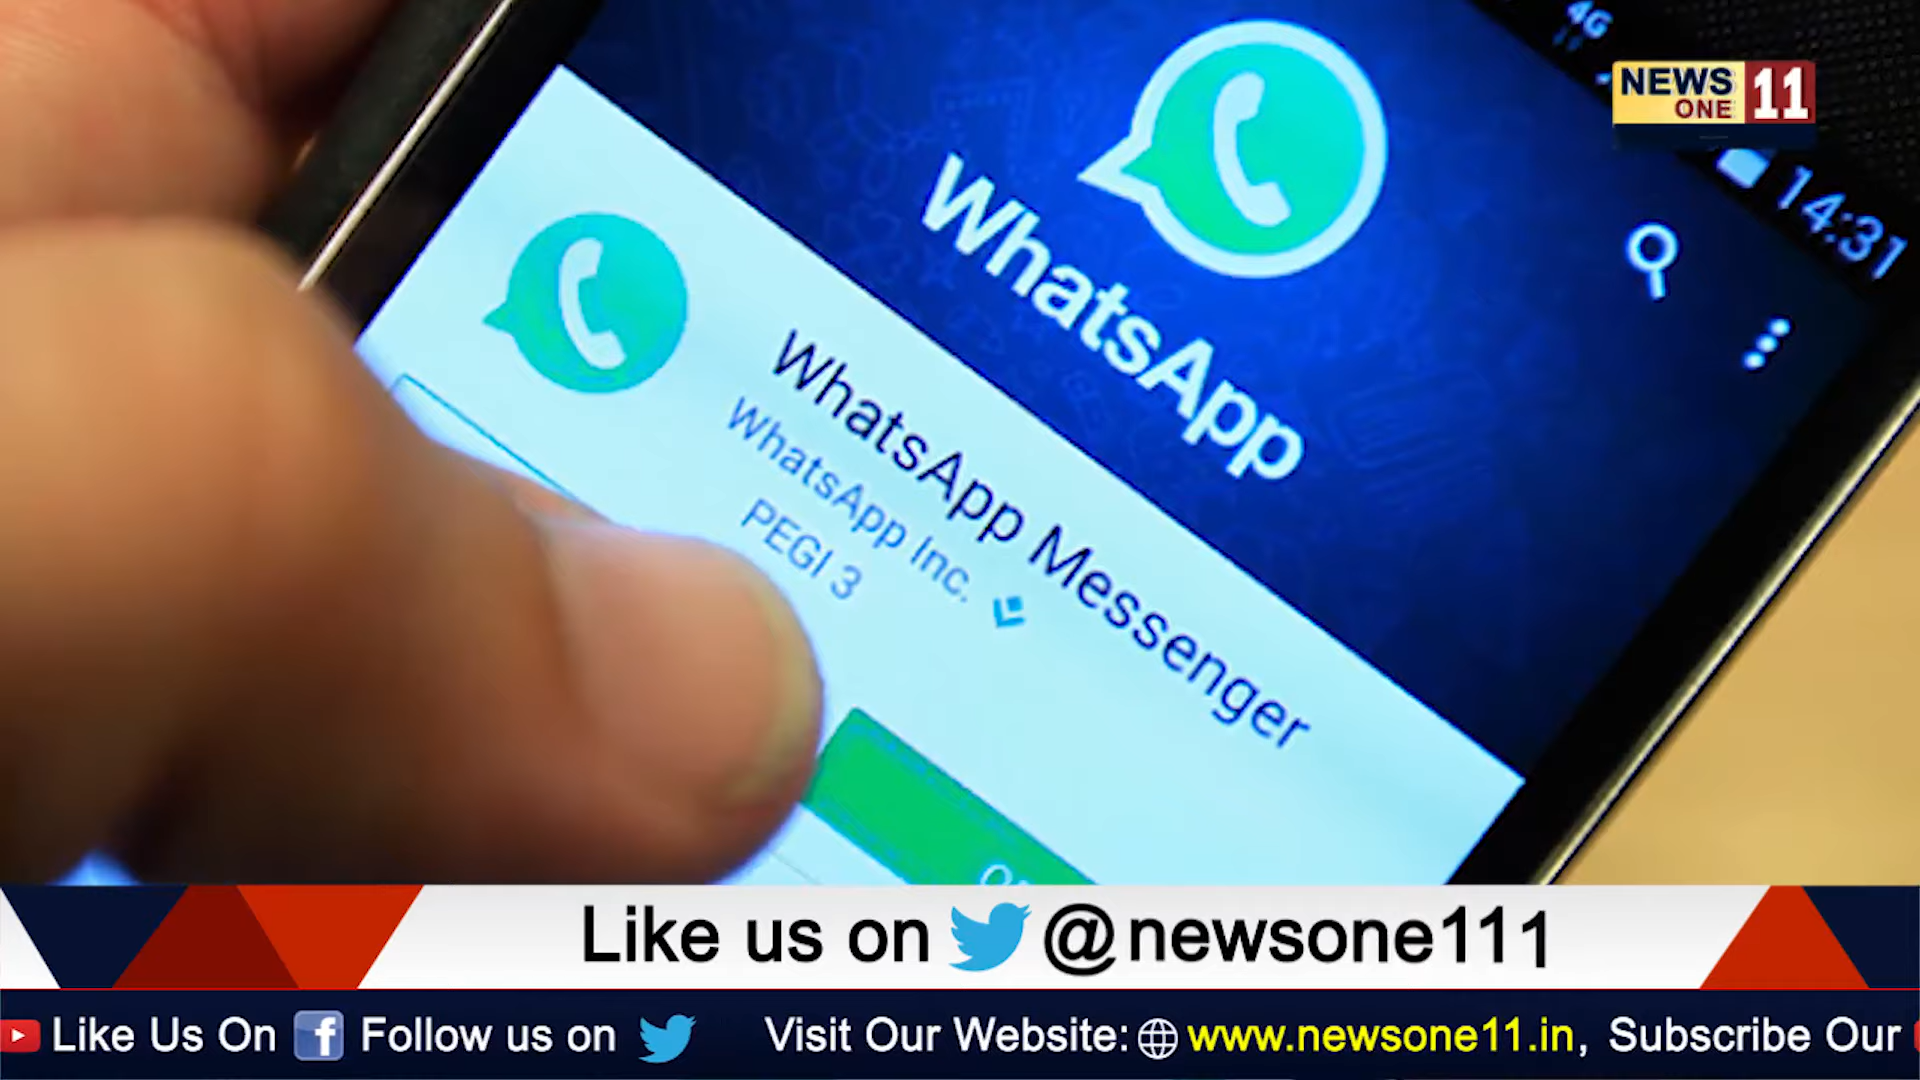 4G
NEWS
ONE
11
14:31
WhatsApp
WhatsApp Messenger
WhatsApp Inc.
PEGI 3
Like us on @newsone111
Like Us On f Follow us on Visit Our Website: www.newsone11.in, Subscribe Our